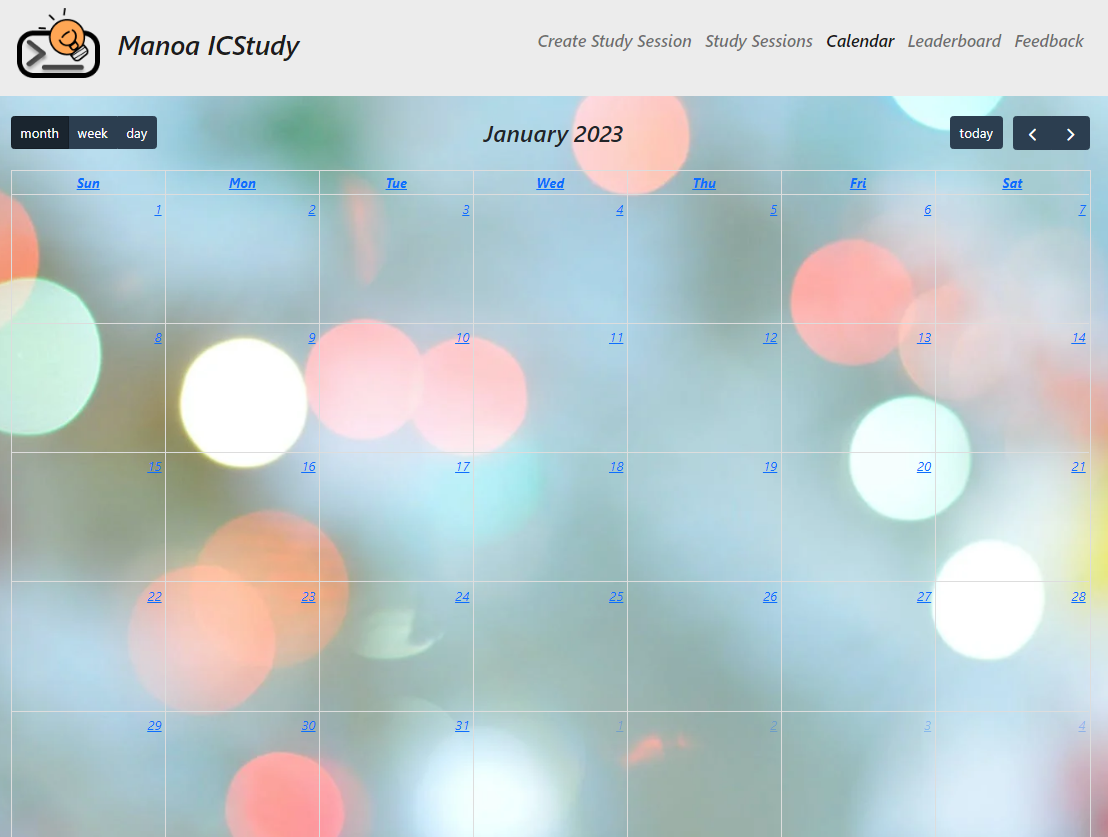 Manoa ICStudy
Create Study Session Study Sessions Calendar Leaderboard Feedback
month week day
January 2023
today
Sun Mon Tue Wed Thu Fri Sat
1 2 3 4 5 6 7
8 9 10 11 12 13 14
15 16 17 18 19 20 21
22 23 24 25 26 27 28
29 30 31 1 2 3 4